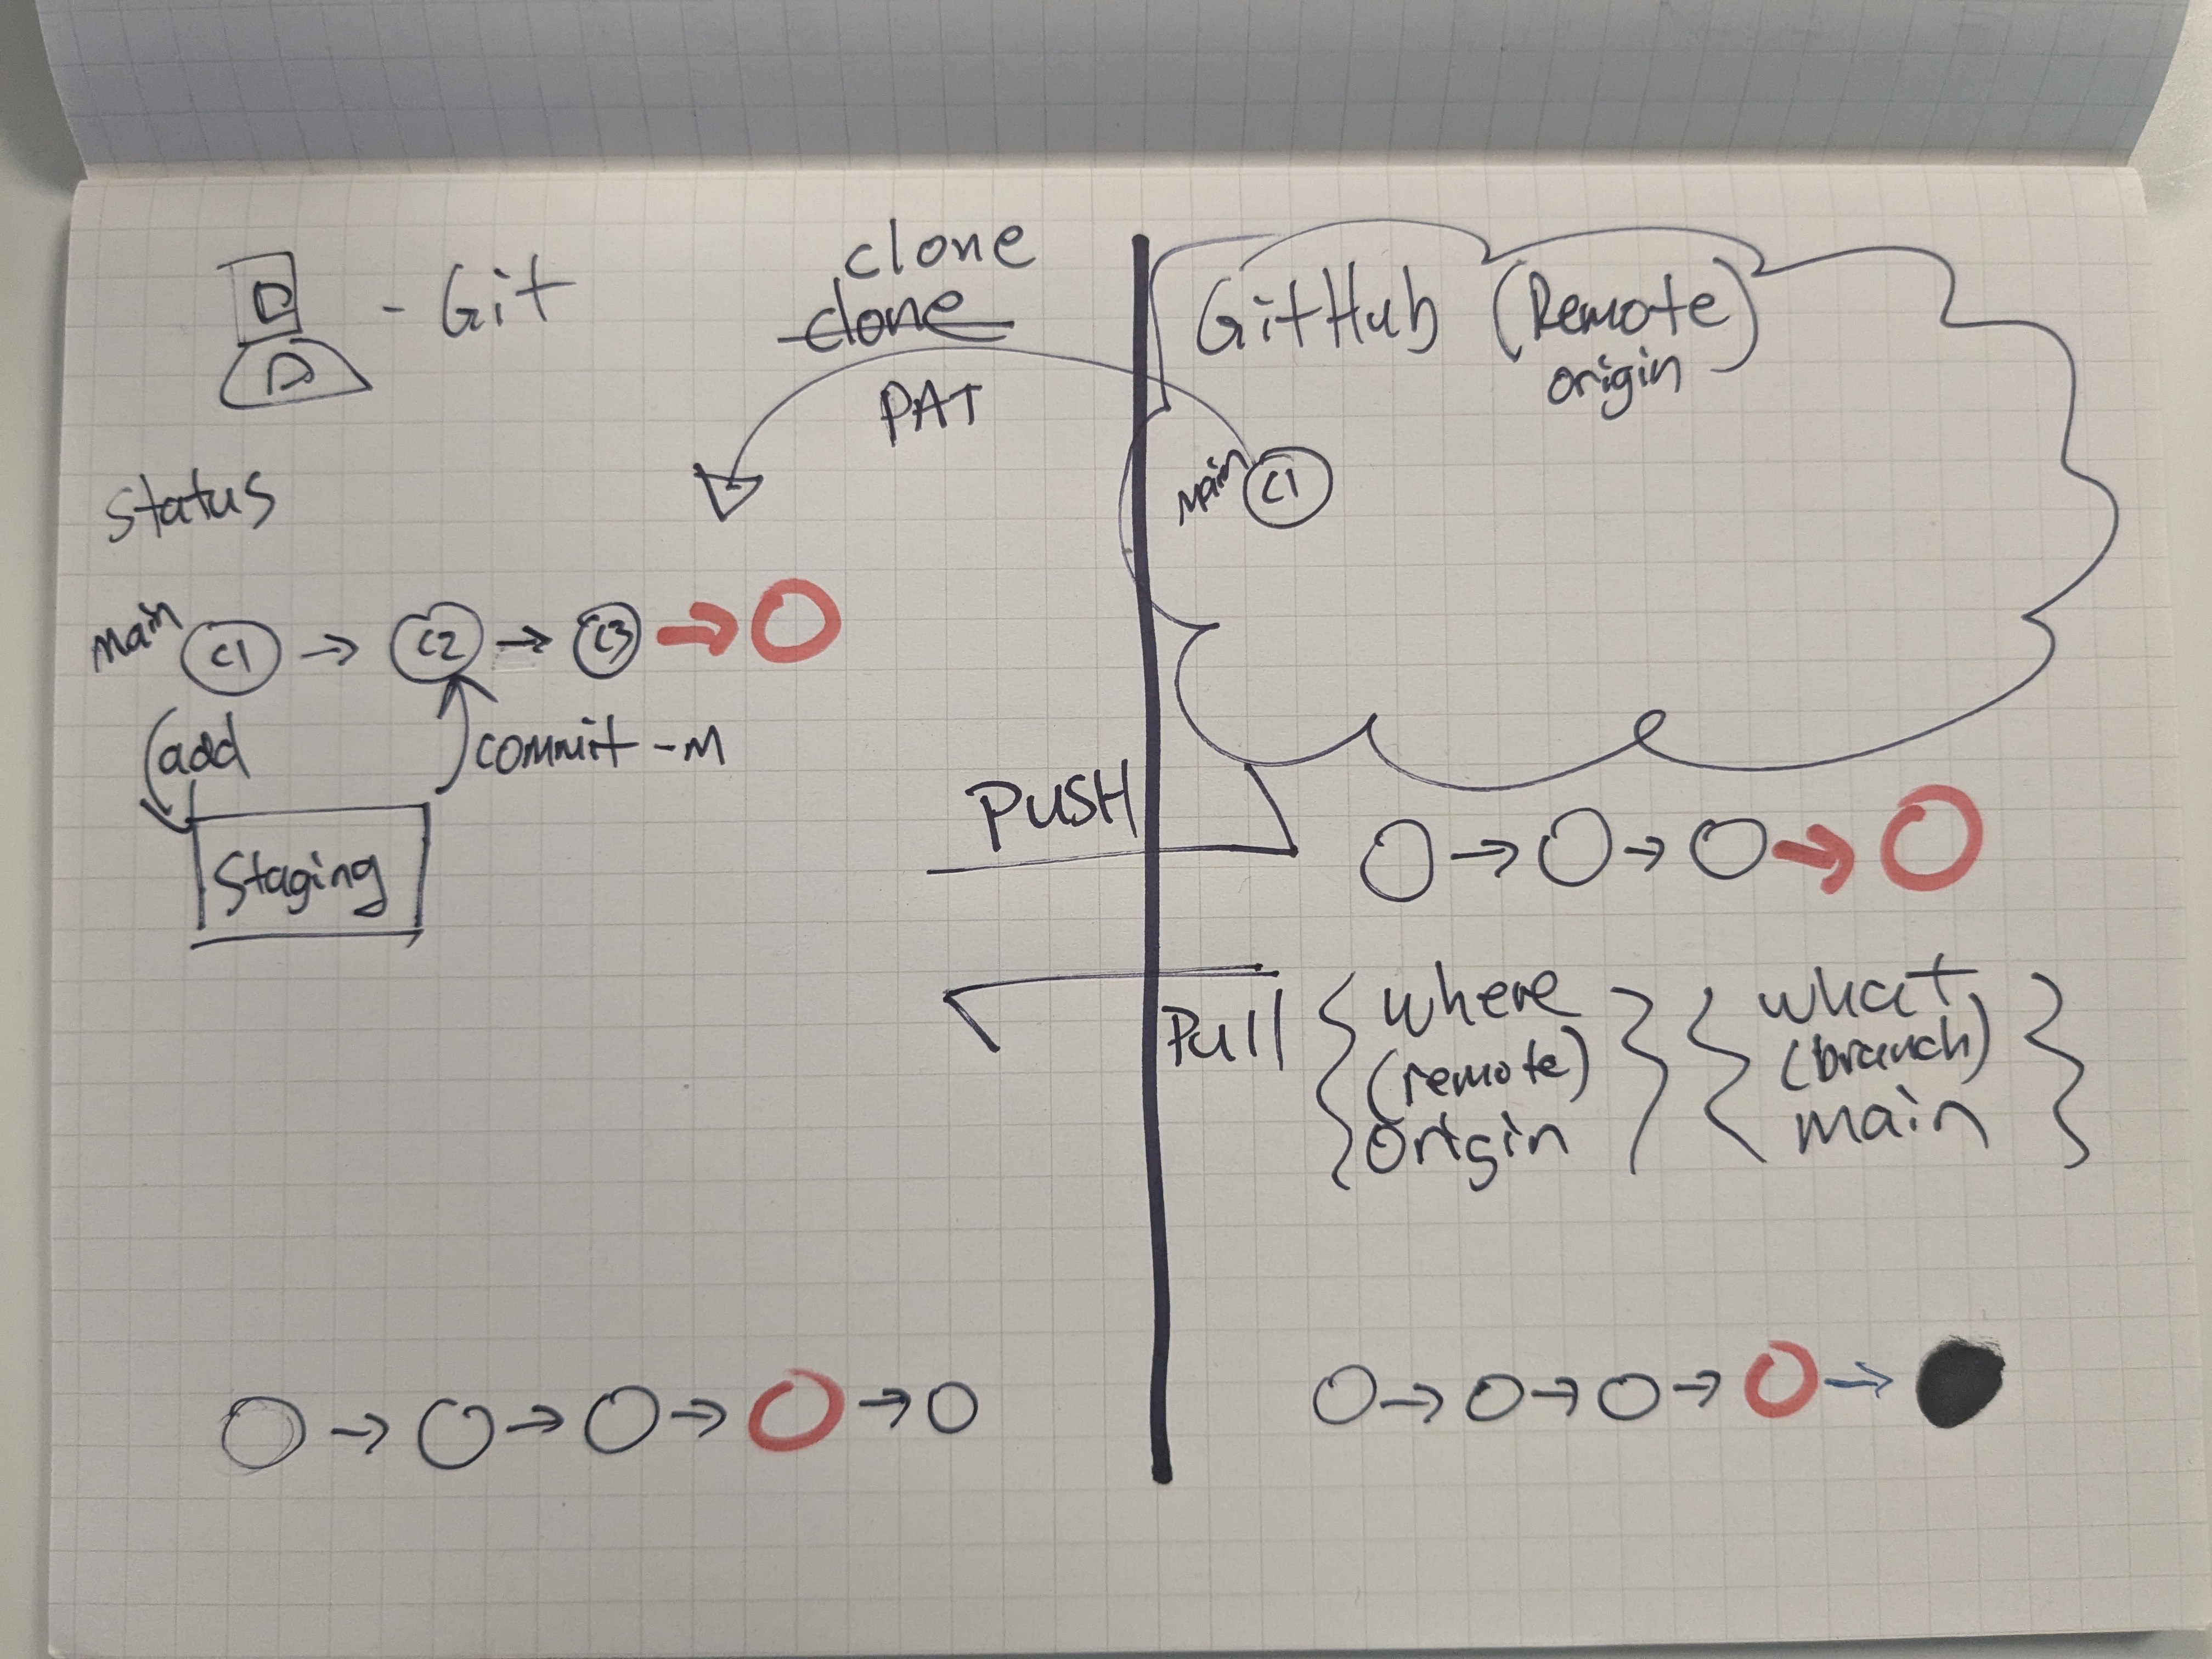 - Git
clone
clone
PAT
GitHub (Remote)
origin
main C1
status
main C1 → C2 → C3
add
commit -m
Staging
PUSH
Pull { where } { what }
(remote) (branch)
origin main